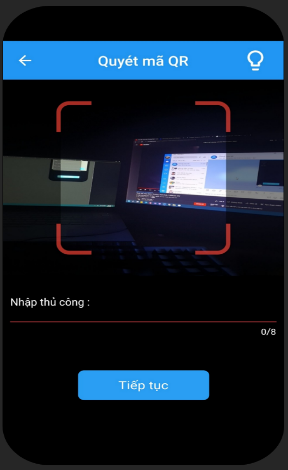 Quyét mã QR
Nhập thủ công :
0/8
Tiếp tục